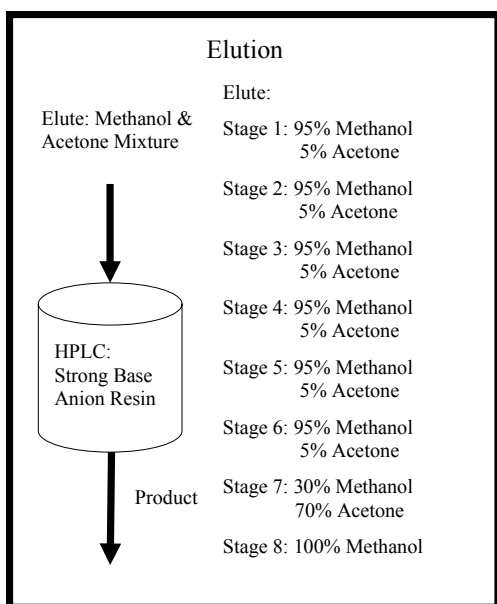 Elution
Elute: Methanol &
Acetone Mixture
HPLC:
Strong Base
Anion Resin
Product
Elute:
Stage 1: 95% Methanol
5% Acetone
Stage 2: 95% Methanol
5% Acetone
Stage 3: 95% Methanol
5% Acetone
Stage 4: 95% Methanol
5% Acetone
Stage 5: 95% Methanol
5% Acetone
Stage 6: 95% Methanol
5% Acetone
Stage 7: 30% Methanol
70% Acetone
Stage 8: 100% Methanol